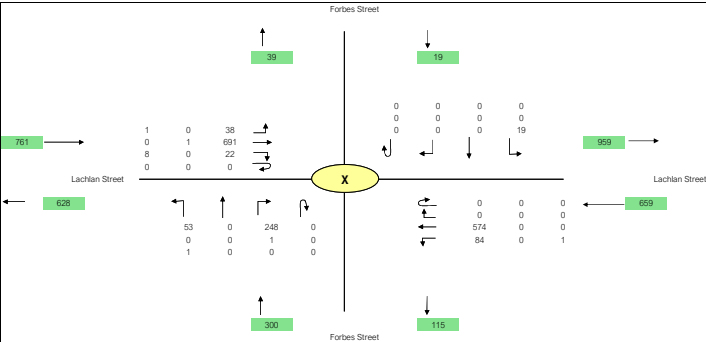 Forbes Street
39 19
0 0 0 0
1 0 38 0 0 0 0
0 1 691 0 0 0 19
761 959
8 0 22
0 0 0
Lachlan Street X Lachlan Street
628 0 0 0 659
0 0 0
53 0 248 0 574 0 0
0 0 1 0 84 0 1
1 0 0 0
300 115
Forbes Street